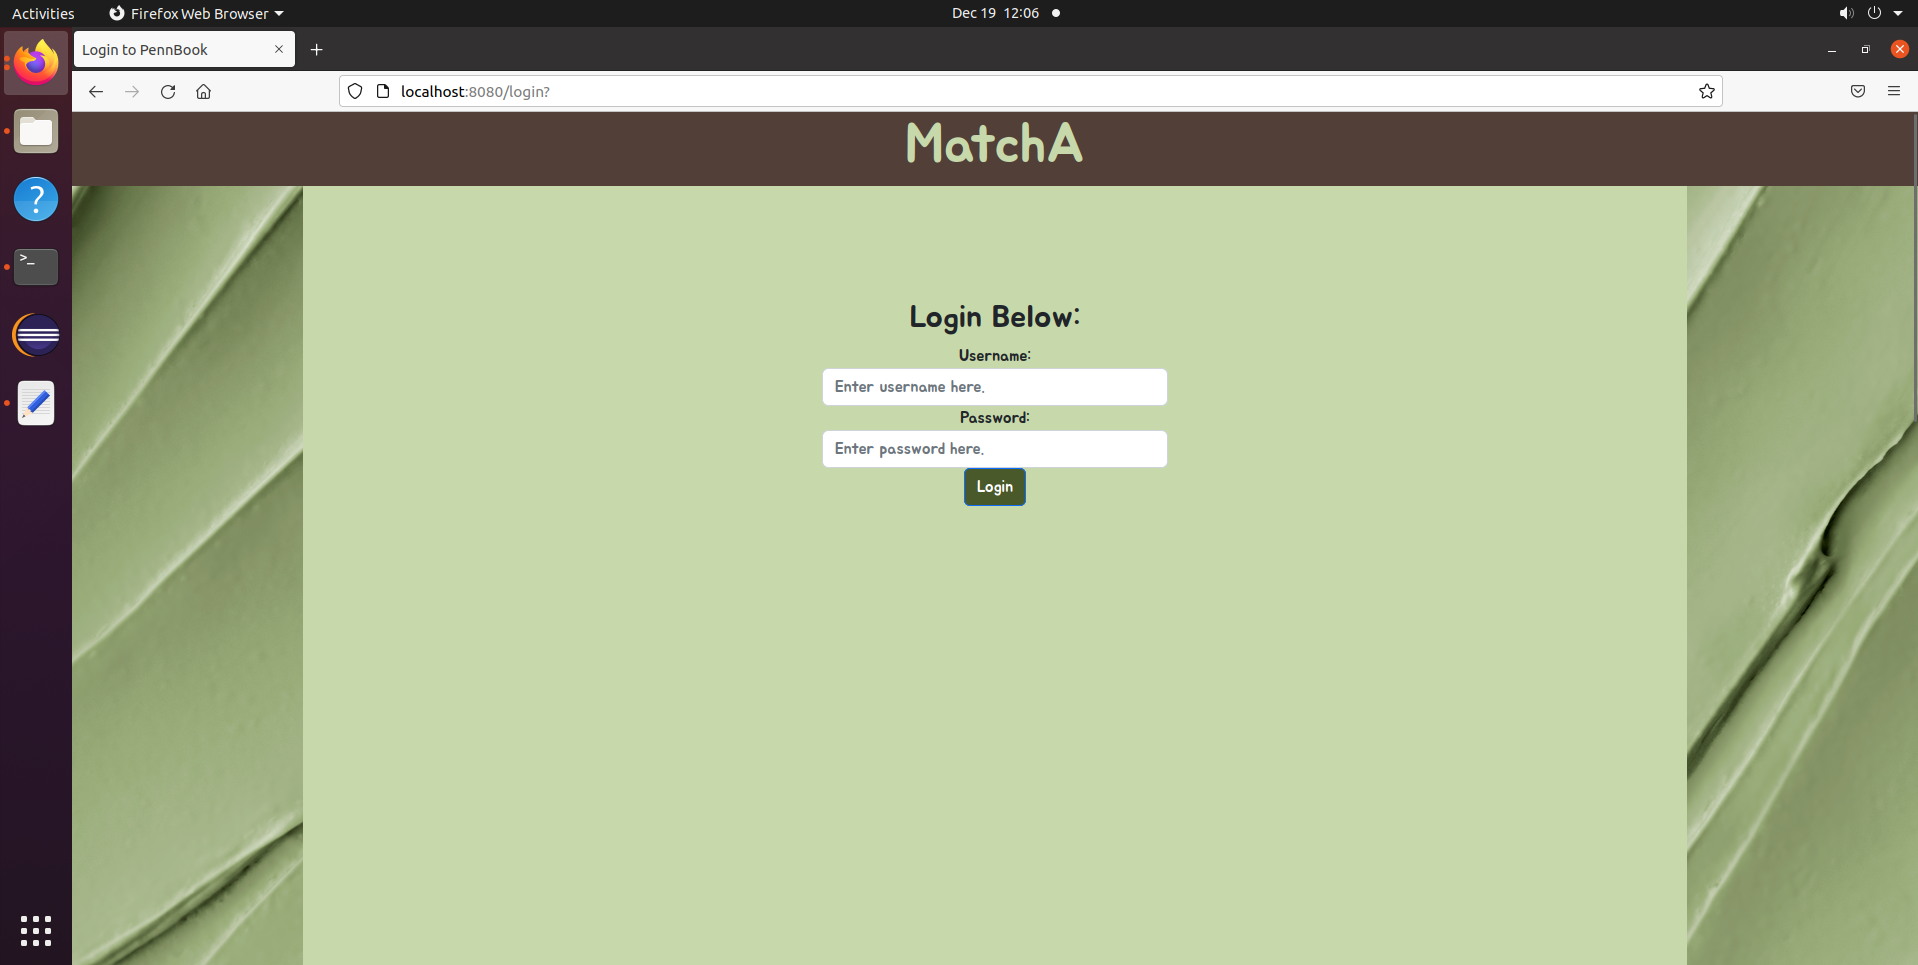 Activities
Firefox Web Browser
Dec 19 12:06
Login to PennBook
localhost:8080/login?
MatchA
Login Below:
Username:
Enter username here.
Password:
Enter password here.
Login